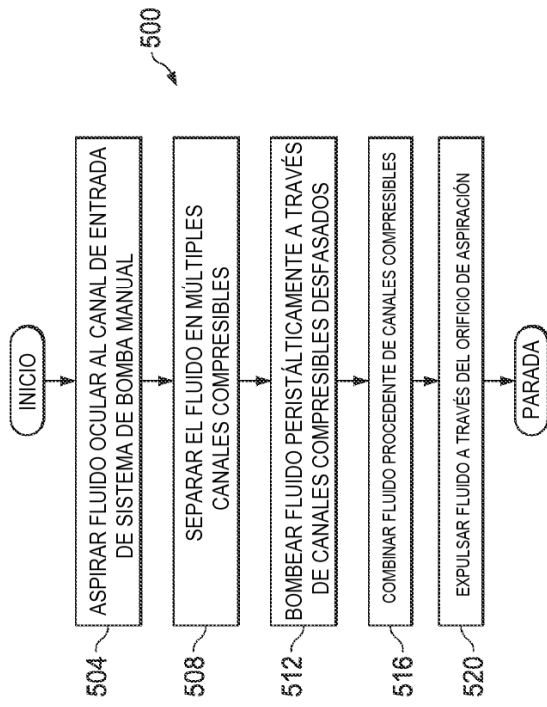 500
INICIO
504
ASPIRAR FLUIDO OCULAR AL CANAL DE ENTRADA
DE SISTEMA DE BOMBA MANUAL
508
SEPARAR EL FLUIDO EN MÚLTIPLES
CANALES COMPRESIBLES
512
BOMBEAR FLUIDO PERISTÁLTICAMENTE A TRAVÉS
DE CANALES COMPRESIBLES DESFASADOS
516
COMBINAR FLUIDO PROCEDENTE DE CANALES COMPRESIBLES
520
EXPULSAR FLUIDO A TRAVÉS DEL ORIFICIO DE ASPIRACIÓN
PARADA